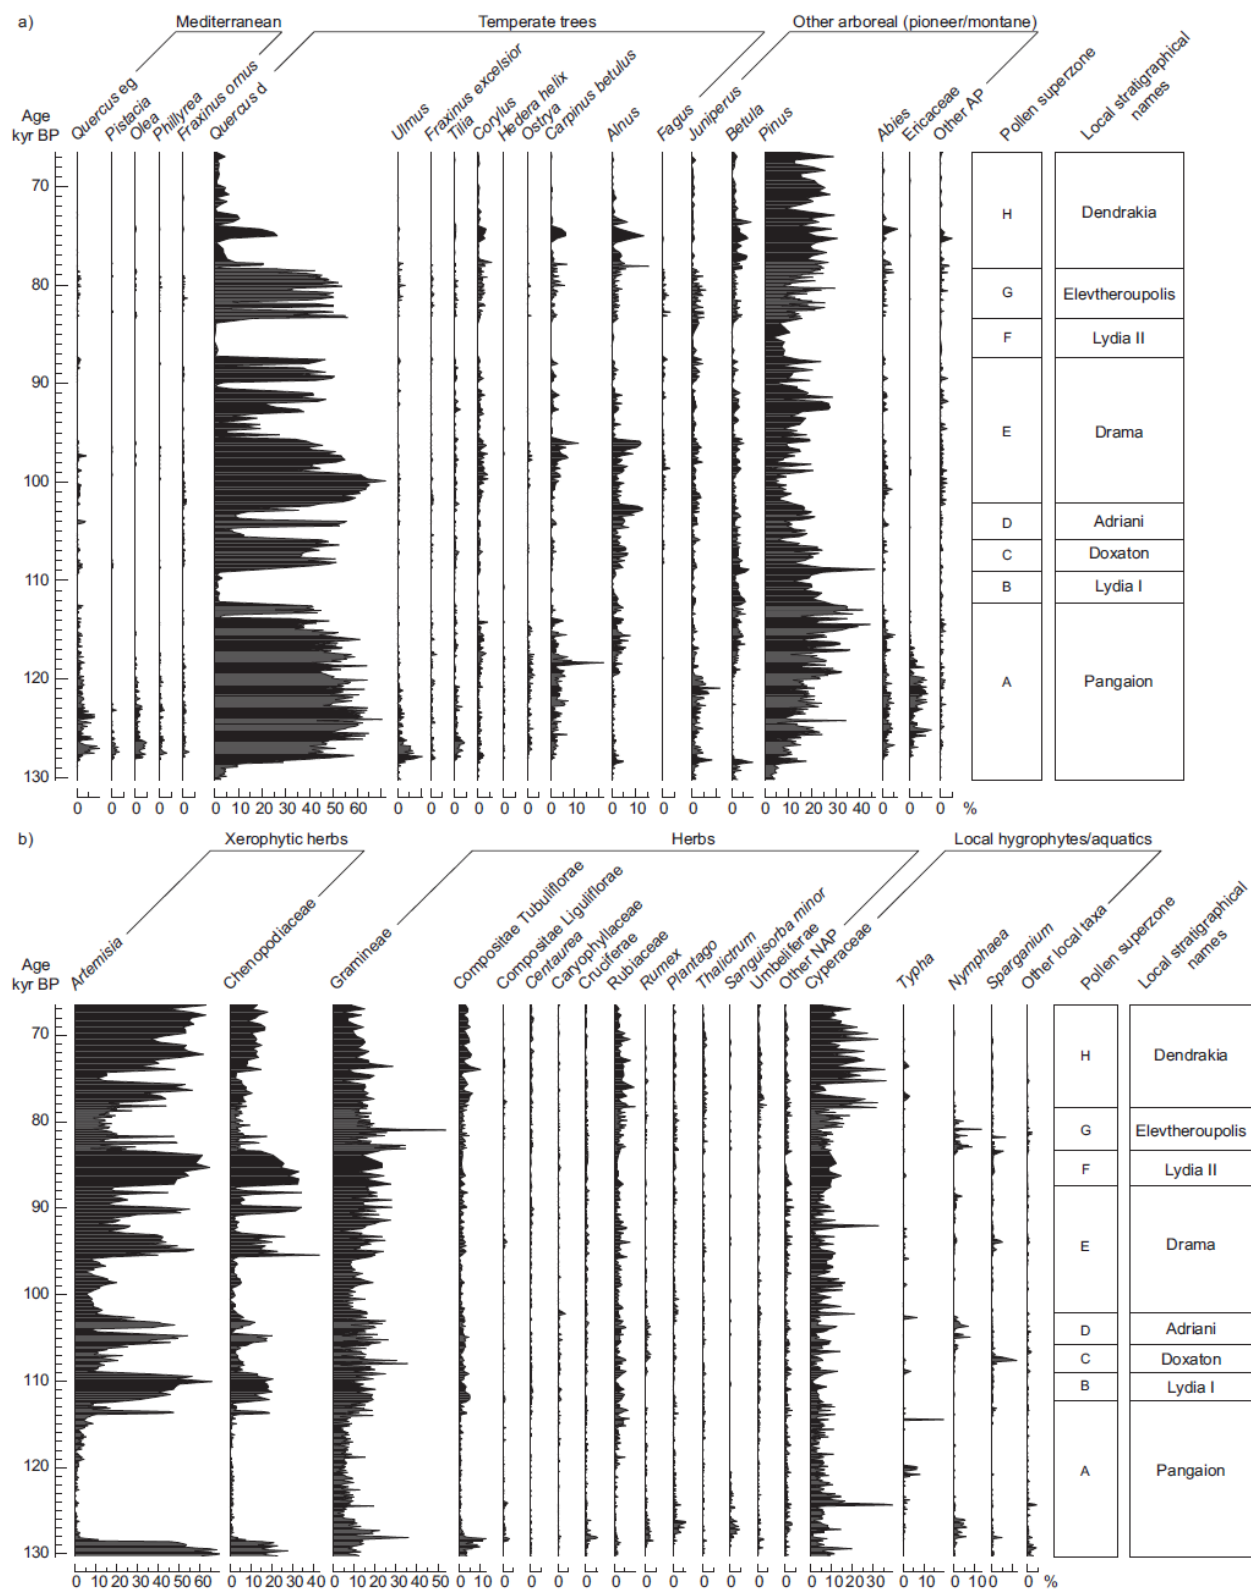 a)
Mediterranean
Temperate trees
Other arboreal (pioneer/montane)
Age
kyr BP
Quercus eg
Pistacia
Olea
Phillyrea
Fraxinus ornus
Quercus d
Ulmus
Fraxinus excelsior
Tilia
Corylus
Hedera helix
Ostrya
Carpinus betulus
Alnus
Fagus
Juniperus
Betula
Pinus
Abies
Ericaceae
Other AP
Pollen superzone
Local stratigraphical
names
70
80
90
100
110
120
130
H
Dendrakia
G
Elevtheroupolis
F
Lydia II
E
Drama
D
Adriani
C
Doxaton
B
Lydia I
A
Pangaion
0 0 0 0 0 0 10 20 30 40 50 60 0 0 0 0 0 0 0 10 0 10 0 0 0 0 10 20 30 40 0 0 0 %
b)
Xerophytic herbs
Herbs
Local hygrophytes/aquatics
Age
kyr BP
Artemisia
Chenopodiaceae
Gramineae
Compositae Tubuliflorae
Compositae Liguliflorae
Centaurea
Caryophyllaceae
Cruciferae
Rubiaceae
Rumex
Plantago
Thalictrum
Sanguisorba minor
Umbeliferae
Other NAP
Cyperaceae
Typha
Nymphaea
Sparganium
Other local taxa
Pollen superzone
Local stratigraphical
names
70
80
90
100
110
120
130
H
Dendrakia
G
Elevtheroupolis
F
Lydia II
E
Drama
D
Adriani
C
Doxaton
B
Lydia I
A
Pangaion
0 10 20 30 40 50 60 0 10 20 30 40 0 10 20 30 40 50 0 10 0 0 0 0 0 0 0 0 0 0 0 0 10 20 30 0 10 0 10 0 0 %